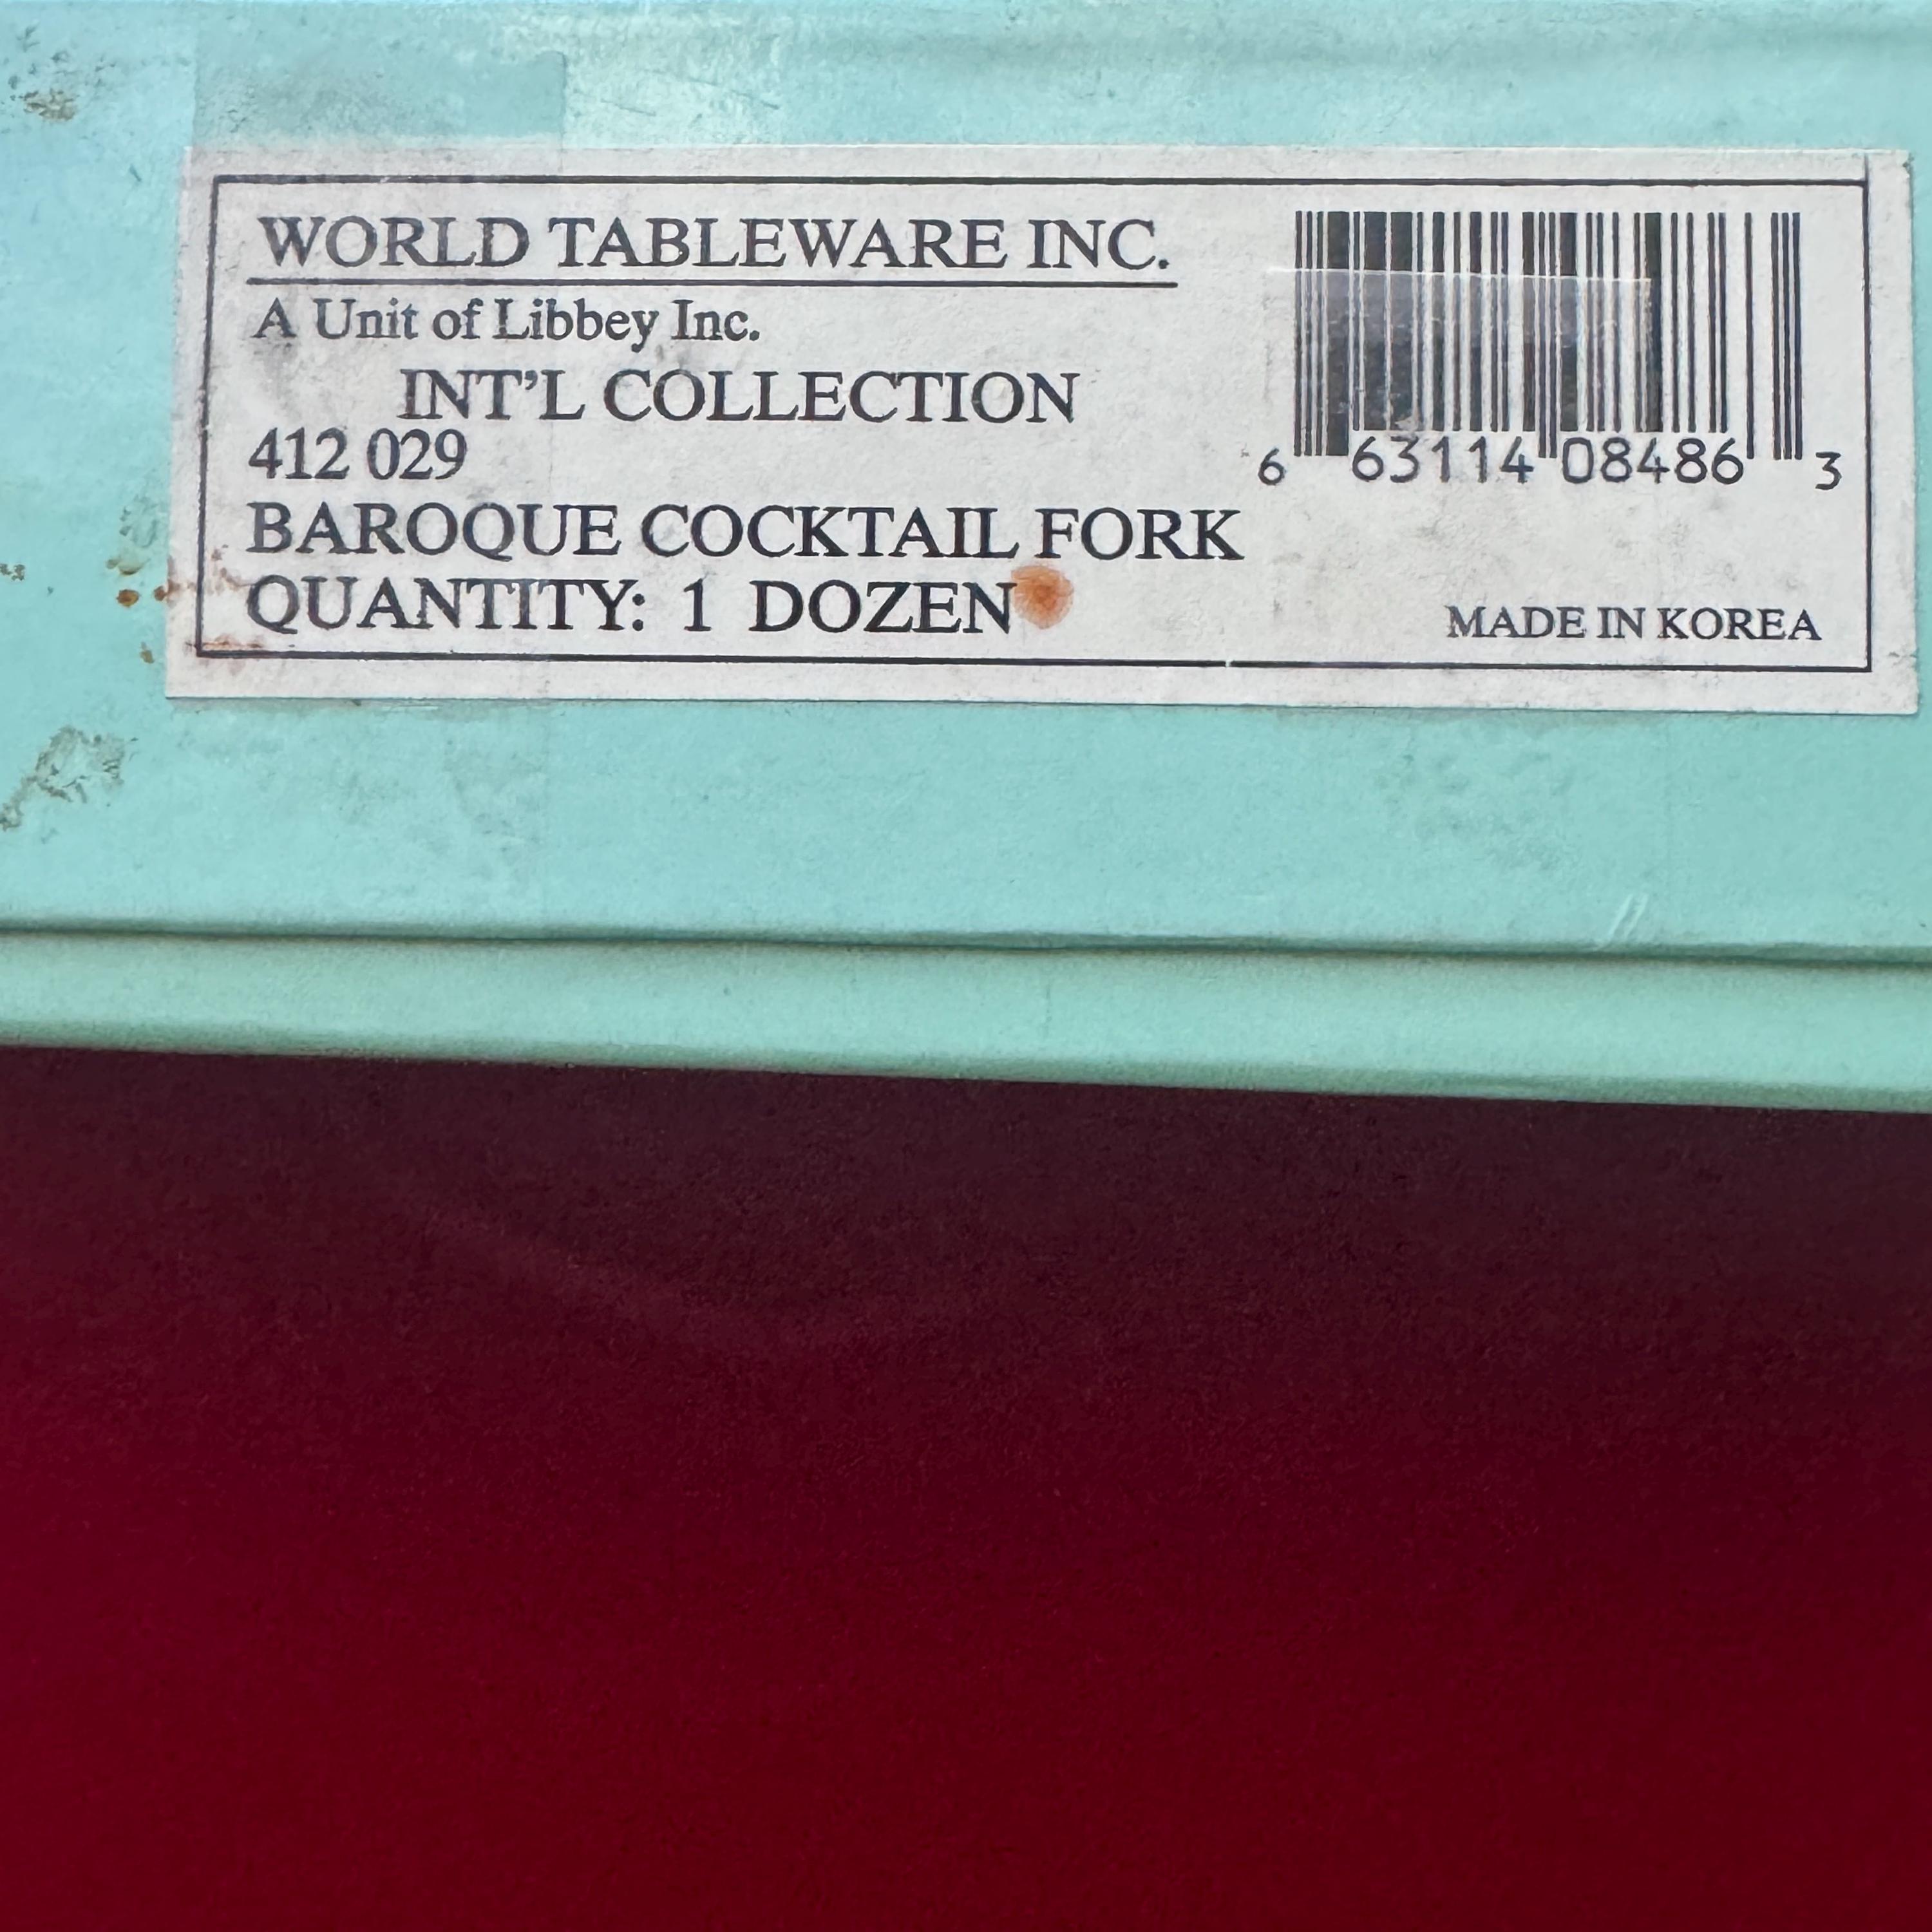 WORLD TABLEWARE INC.
A Unit of Libbey Inc.
INT'L COLLECTION
412 029
BAROQUE COCKTAIL FORK
QUANTITY: 1 DOZEN
6 63114 08486 3
MADE IN KOREA